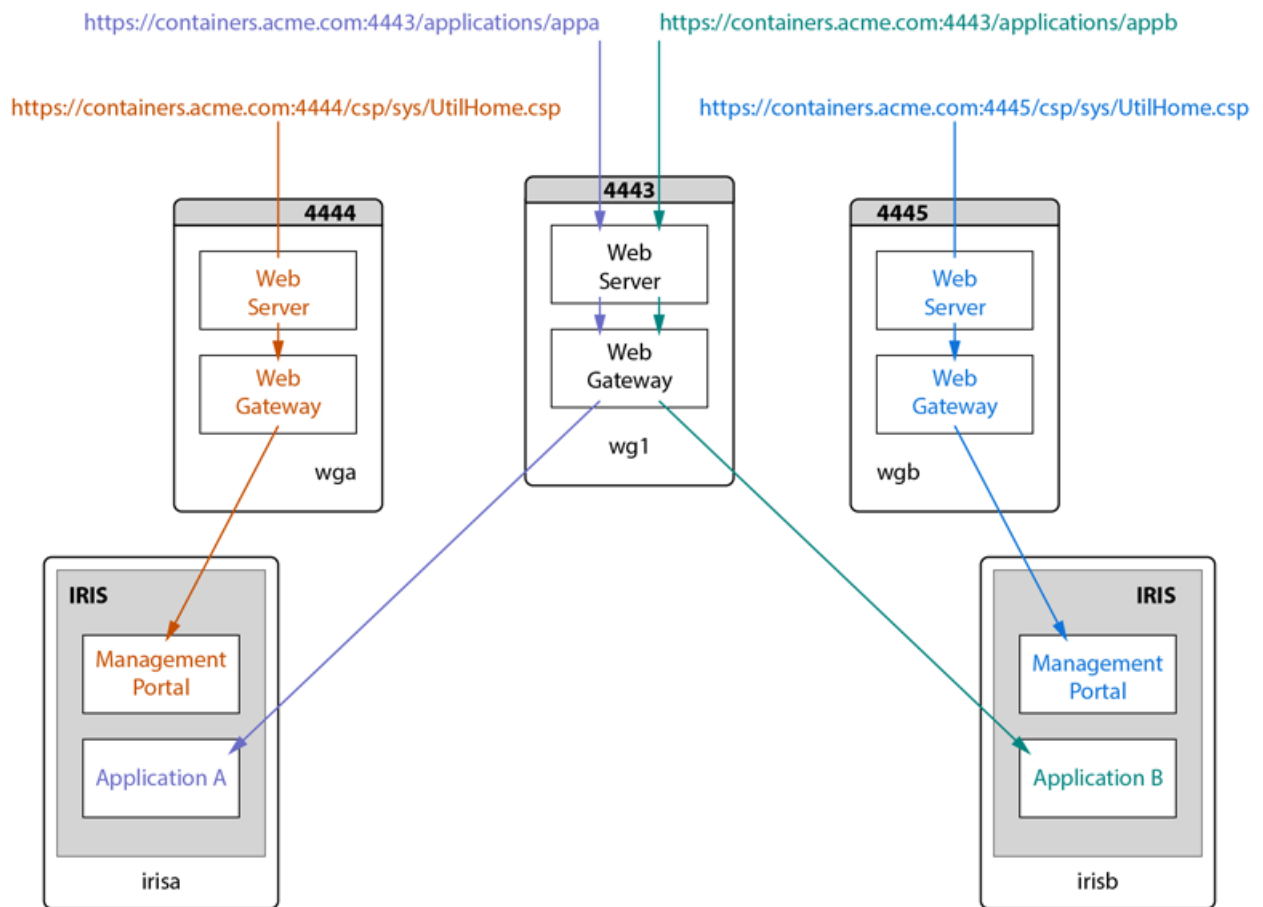 https://containers.acme.com:4443/applications/appa
https://containers.acme.com:4443/applications/appb
https://containers.acme.com:4444/csp/sys/UtilHome.csp
https://containers.acme.com:4445/csp/sys/UtilHome.csp
4444
Web
Server
Web
Gateway
wga
4443
Web
Server
Web
Gateway
wg1
4445
Web
Server
Web
Gateway
wgb
IRIS
Management
Portal
Application A
irisa
IRIS
Management
Portal
Application B
irisb